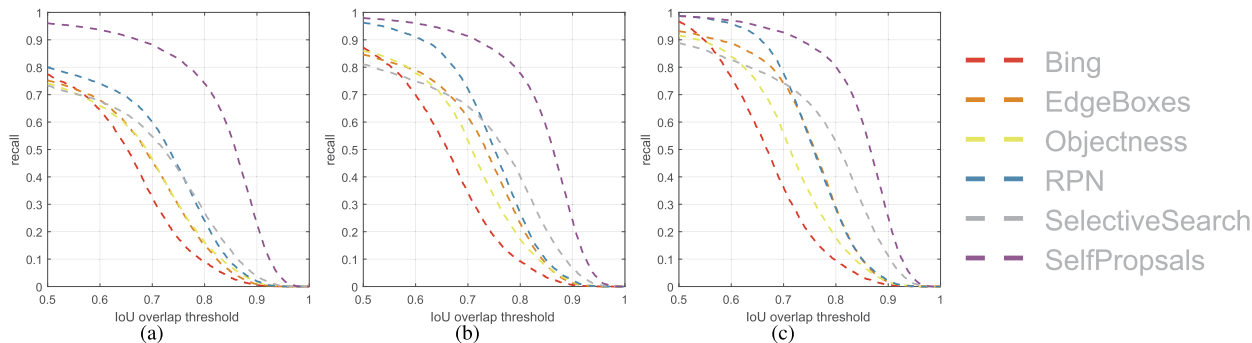 1
0.9
0.8
0.7
0.6
0.5
0.4
0.3
0.2
0.1
0
recall
0.5 0.6 0.7 0.8 0.9 1
IoU overlap threshold
(a)
1
0.9
0.8
0.7
0.6
0.5
0.4
0.3
0.2
0.1
0
recall
0.5 0.6 0.7 0.8 0.9 1
IoU overlap threshold
(b)
1
0.9
0.8
0.7
0.6
0.5
0.4
0.3
0.2
0.1
0
recall
0.5 0.6 0.7 0.8 0.9 1
IoU overlap threshold
(c)
Bing
EdgeBoxes
Objectness
RPN
SelectiveSearch
SelfPropsals